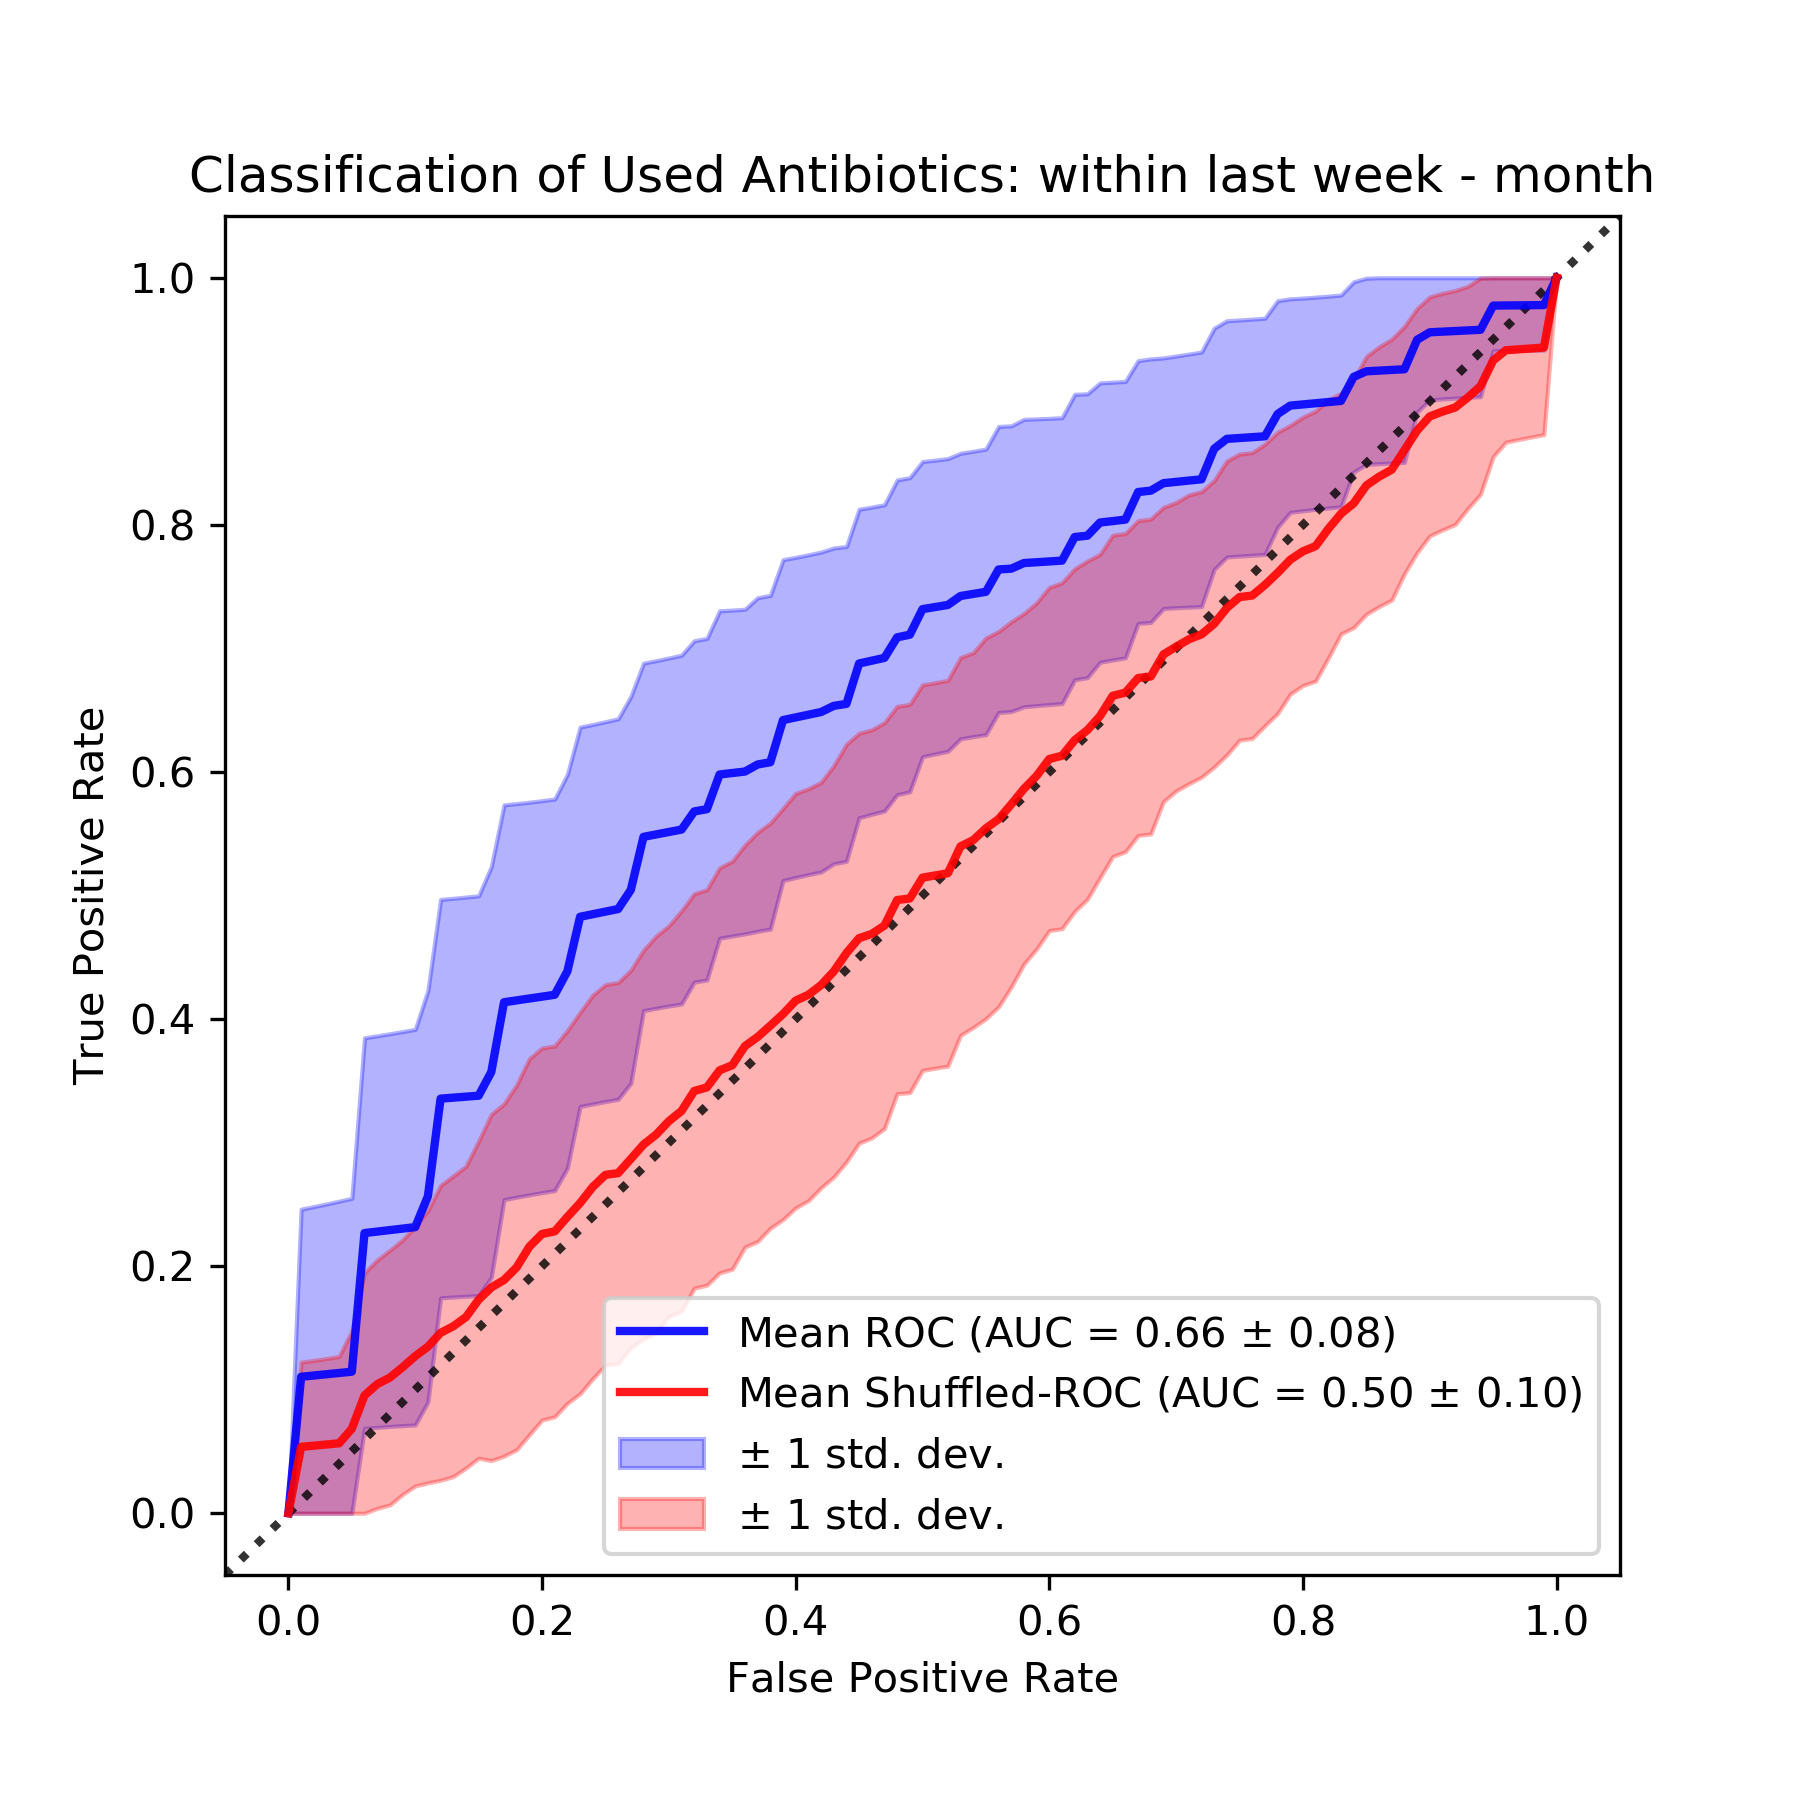 Classification of Used Antibiotics: within last week - month
True Positive Rate
1.0
0.8
0.6
0.4
0.2
0.0
Mean ROC (AUC = 0.66 ± 0.08)
Mean Shuffled-ROC (AUC = 0.50 ± 0.10)
± 1 std. dev.
± 1 std. dev.
0.0 0.2 0.4 0.6 0.8 1.0
False Positive Rate